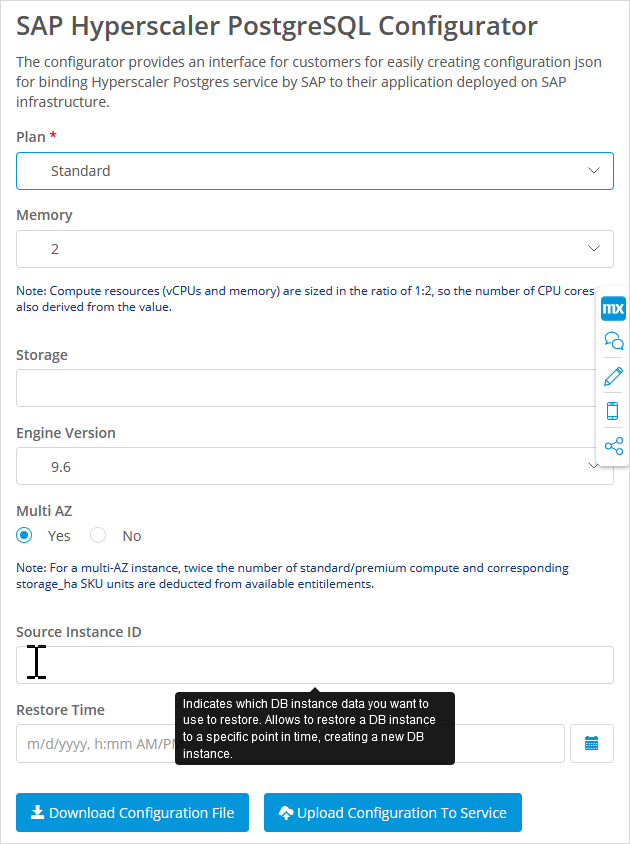 SAP Hyperscaler PostgreSQL Configurator
The configurator provides an interface for customers for easily creating configuration json
for binding Hyperscaler Postgres service by SAP to their application deployed on SAP
infrastructure.
Plan *
Standard
Memory
2
Note: Compute resources (vCPUs and memory) are sized in the ratio of 1:2, so the number of CPU cores
also derived from the value.
mx
Storage
Engine Version
9.6
Multi AZ
Yes No
Note: For a multi-AZ instance, twice the number of standard/premium compute and corresponding
storage_ha SKU units are deducted from available entitilements.
Source Instance ID
Indicates which DB instance data you want to
use to restore. Allows to restore a DB instance
to a specific point in time, creating a new DB
instance.
Restore Time
m/d/yyyy, h:mm AM/P
Download Configuration File
Upload Configuration To Service